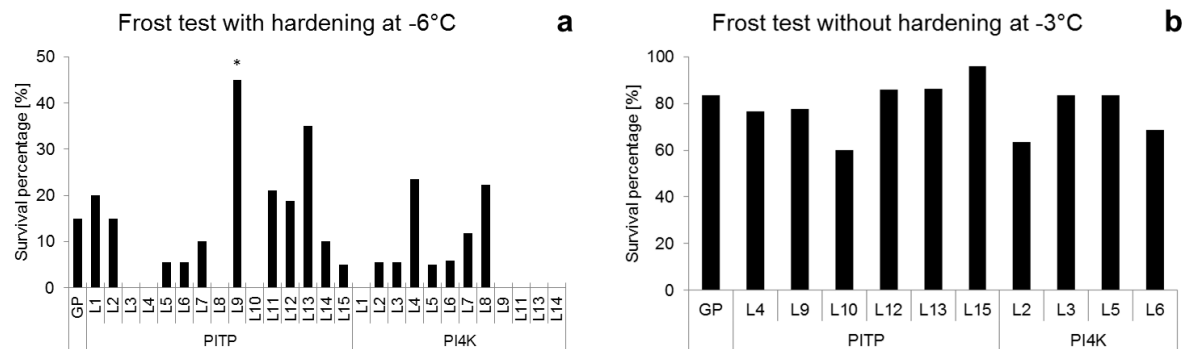 Frost test with hardening at -6°C
a
Survival percentage [%]
50
40
30
20
10
0
*
GP L1 L2 L3 L4 L5 L6 L7 L8 L9 L10 L11 L12 L13 L14 L15 L1 L2 L3 L4 L5 L6 L7 L8 L9 L11 L13 L14
PITP PI4K
Frost test without hardening at -3°C
b
Survival percentage [%]
100
80
60
40
20
0
GP L4 L9 L10 L12 L13 L15 L2 L3 L5 L6
PITP PI4K